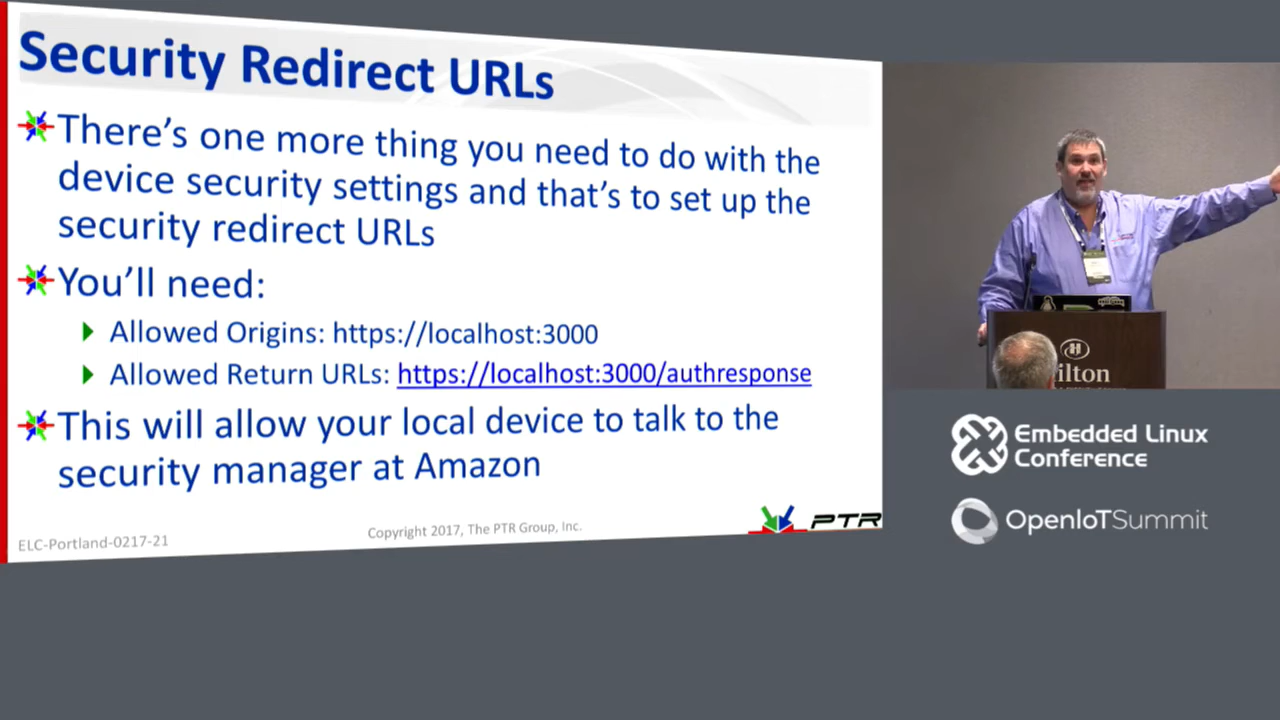 Security Redirect URLs
There's one more thing you need to do with the
device security settings and that's to set up the
security redirect URLs
You'll need:
Allowed Origins: https://localhost:3000
Allowed Return URLs: https://localhost:3000/authresponse
This will allow your local device to talk to the
security manager at Amazon
ELC-Portland-0217-21
Copyright 2017, The PTR Group, Inc.
PTR
ilton
Embedded Linux
Conference
OpenIoTSummit